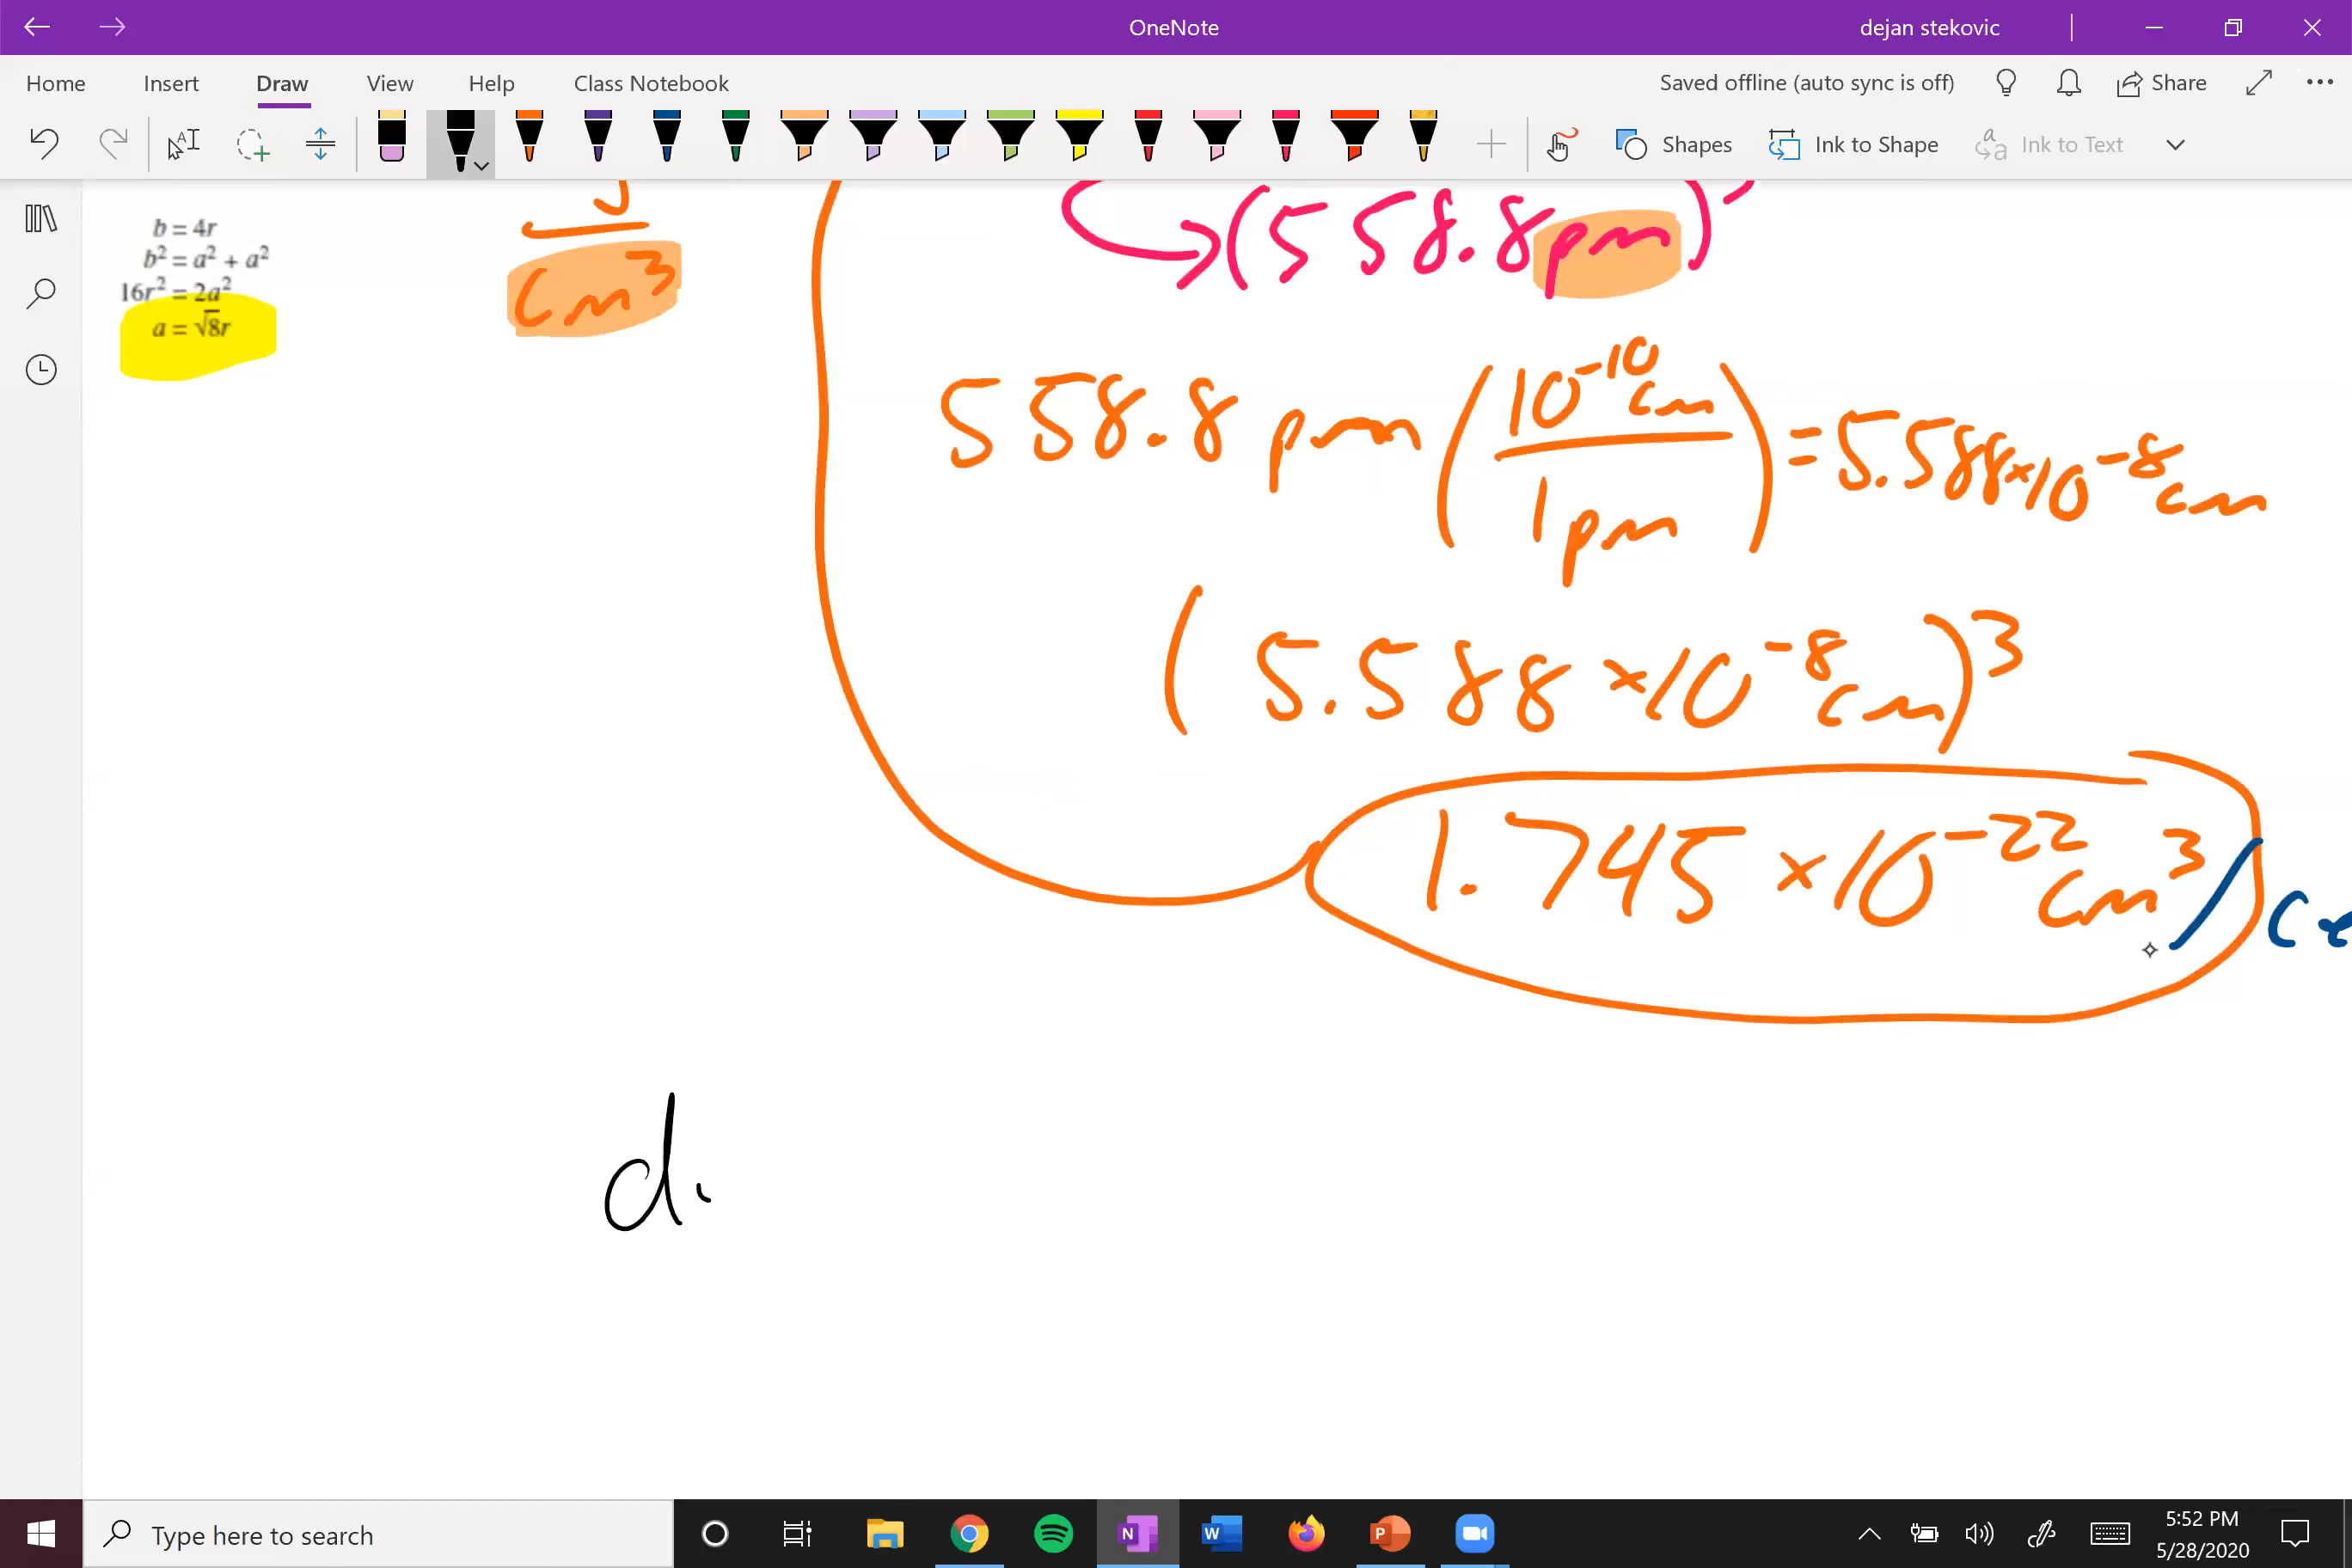 OneNote
dejan stekovic
Home Insert Draw View Help Class Notebook
Saved offline (auto sync is off) Share
Shapes Ink to Shape Ink to Text
b = 4r
b² = a² + a²
16r² = 2a²
a = √8r
cm³
(558.8pm)
558.8 pm (10⁻¹⁰cm / 1pm) = 5.588×10⁻⁸cm
(5.588×10⁻⁸cm)³
1.745×10⁻²²cm³/
d.
Type here to search
5:52 PM
5/28/2020